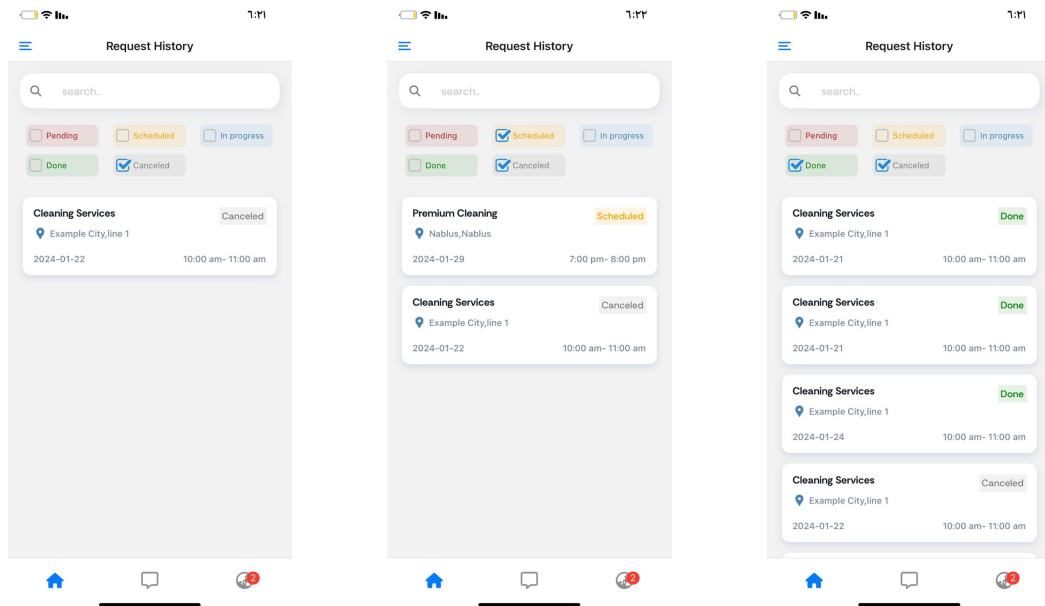 ٦:٢١
Request History
search..
Pending
Scheduled
In progress
Done
Canceled
Cleaning Services
Canceled
Example City,line 1
2024-01-22
10:00 am- 11:00 am
2
٦:٢٢
Request History
search..
Pending
Scheduled
In progress
Done
Canceled
Premium Cleaning
Scheduled
Nablus,Nablus
2024-01-29
7:00 pm- 8:00 pm
Cleaning Services
Canceled
Example City,line 1
2024-01-22
10:00 am- 11:00 am
2
٦:٢١
Request History
search..
Pending
Scheduled
In progress
Done
Canceled
Cleaning Services
Done
Example City,line 1
2024-01-21
10:00 am- 11:00 am
Cleaning Services
Done
Example City,line 1
2024-01-21
10:00 am- 11:00 am
Cleaning Services
Done
Example City,line 1
2024-01-24
10:00 am- 11:00 am
Cleaning Services
Canceled
Example City,line 1
2024-01-22
10:00 am- 11:00 am
2